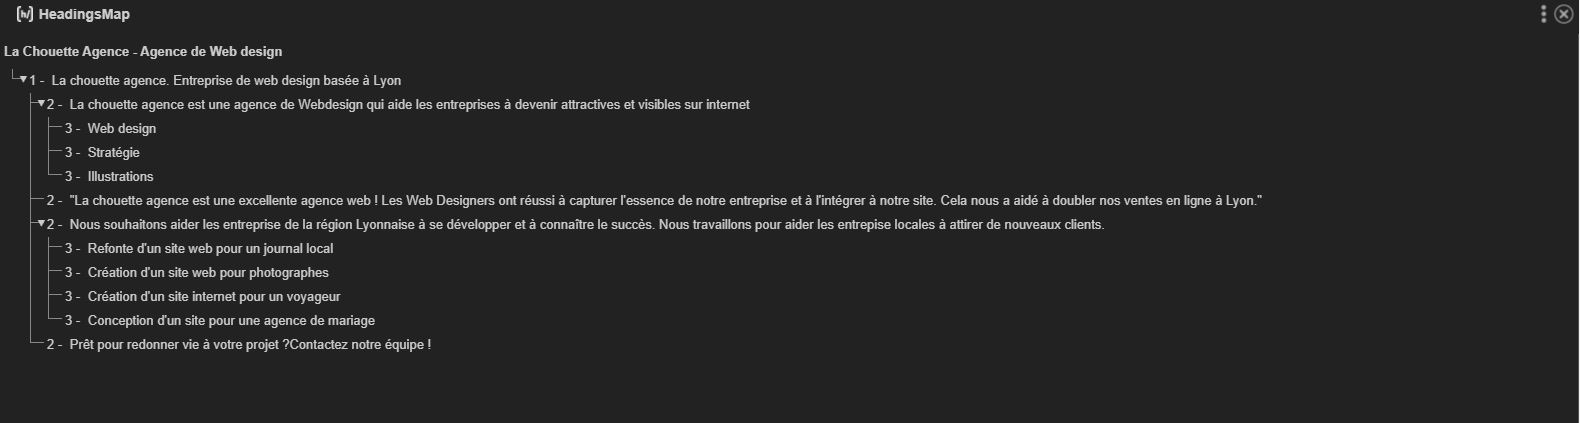 [h/] HeadingsMap
La Chouette Agence - Agence de Web design
1 - La chouette agence. Entreprise de web design basée à Lyon
2 - La chouette agence est une agence de Webdesign qui aide les entreprises à devenir attractives et visibles sur internet
3 - Web design
3 - Stratégie
3 - Illustrations
2 - "La chouette agence est une excellente agence web ! Les Web Designers ont réussi à capturer l'essence de notre entreprise et à l'intégrer à notre site. Cela nous a aidé à doubler nos ventes en ligne à Lyon."
2 - Nous souhaitons aider les entreprise de la région Lyonnaise à se développer et à connaître le succès. Nous travaillons pour aider les entrepise locales à attirer de nouveaux clients.
3 - Refonte d'un site web pour un journal local
3 - Création d'un site web pour photographes
3 - Création d'un site internet pour un voyageur
3 - Conception d'un site pour une agence de mariage
2 - Prêt pour redonner vie à votre projet ?Contactez notre équipe !